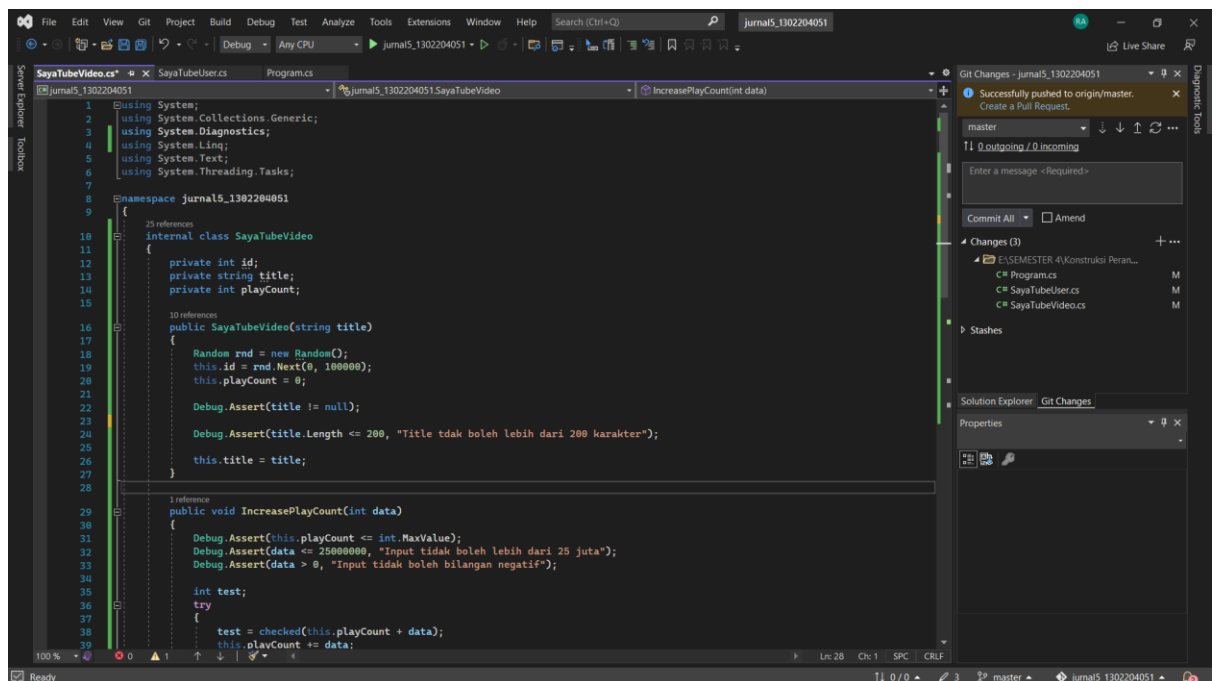 File Edit View Git Project Build Debug Test Analyze Tools Extensions Window Help Search (Ctrl+Q) jurnal5_1302204051 RA
Debug Any CPU jurnal5_1302204051 Live Share
Server Explorer
Toolbox
SayaTubeVideo.cs* SayaTubeUser.cs Program.cs
jurnal5_1302204051 jurnal5_1302204051.SayaTubeVideo IncreasePlayCount(int data)
1 using System;
2 using System.Collections.Generic;
3 using System.Diagnostics;
4 using System.Linq;
5 using System.Text;
6 using System.Threading.Tasks;
7
8 namespace jurnal5_1302204051
9 {
25 references
10 internal class SayaTubeVideo
11 {
12 private int id;
13 private string title;
14 private int playCount;
15
10 references
16 public SayaTubeVideo(string title)
17 {
18 Random rnd = new Random();
19 this.id = rnd.Next(0, 100000);
20 this.playCount = 0;
21
22 Debug.Assert(title != null);
23
24 Debug.Assert(title.Length <= 200, "Title tdak boleh lebih dari 200 karakter");
25
26 this.title = title;
27 }
28
1 reference
29 public void IncreasePlayCount(int data)
30 {
31 Debug.Assert(this.playCount <= int.MaxValue);
32 Debug.Assert(data <= 25000000, "Input tidak boleh lebih dari 25 juta");
33 Debug.Assert(data > 0, "Input tidak boleh bilangan negatif");
34
35 int test;
36 try
37 {
38 test = checked(this.playCount + data);
39 this.playCount += data;
100 % 0 1 Ln: 28 Ch: 1 SPC CRLF
Git Changes - jurnal5_1302204051
Successfully pushed to origin/master.
Create a Pull Request.
master
0 outgoing / 0 incoming
Enter a message <Required>
Commit All Amend
Changes (3)
E:\SEMESTER 4\Konstruksi Peran...
C# Program.cs M
C# SayaTubeUser.cs M
C# SayaTubeVideo.cs M
Stashes
Solution Explorer Git Changes
Properties
Diagnostic Tools
Ready 0 / 0 3 master jurnal5_1302204051